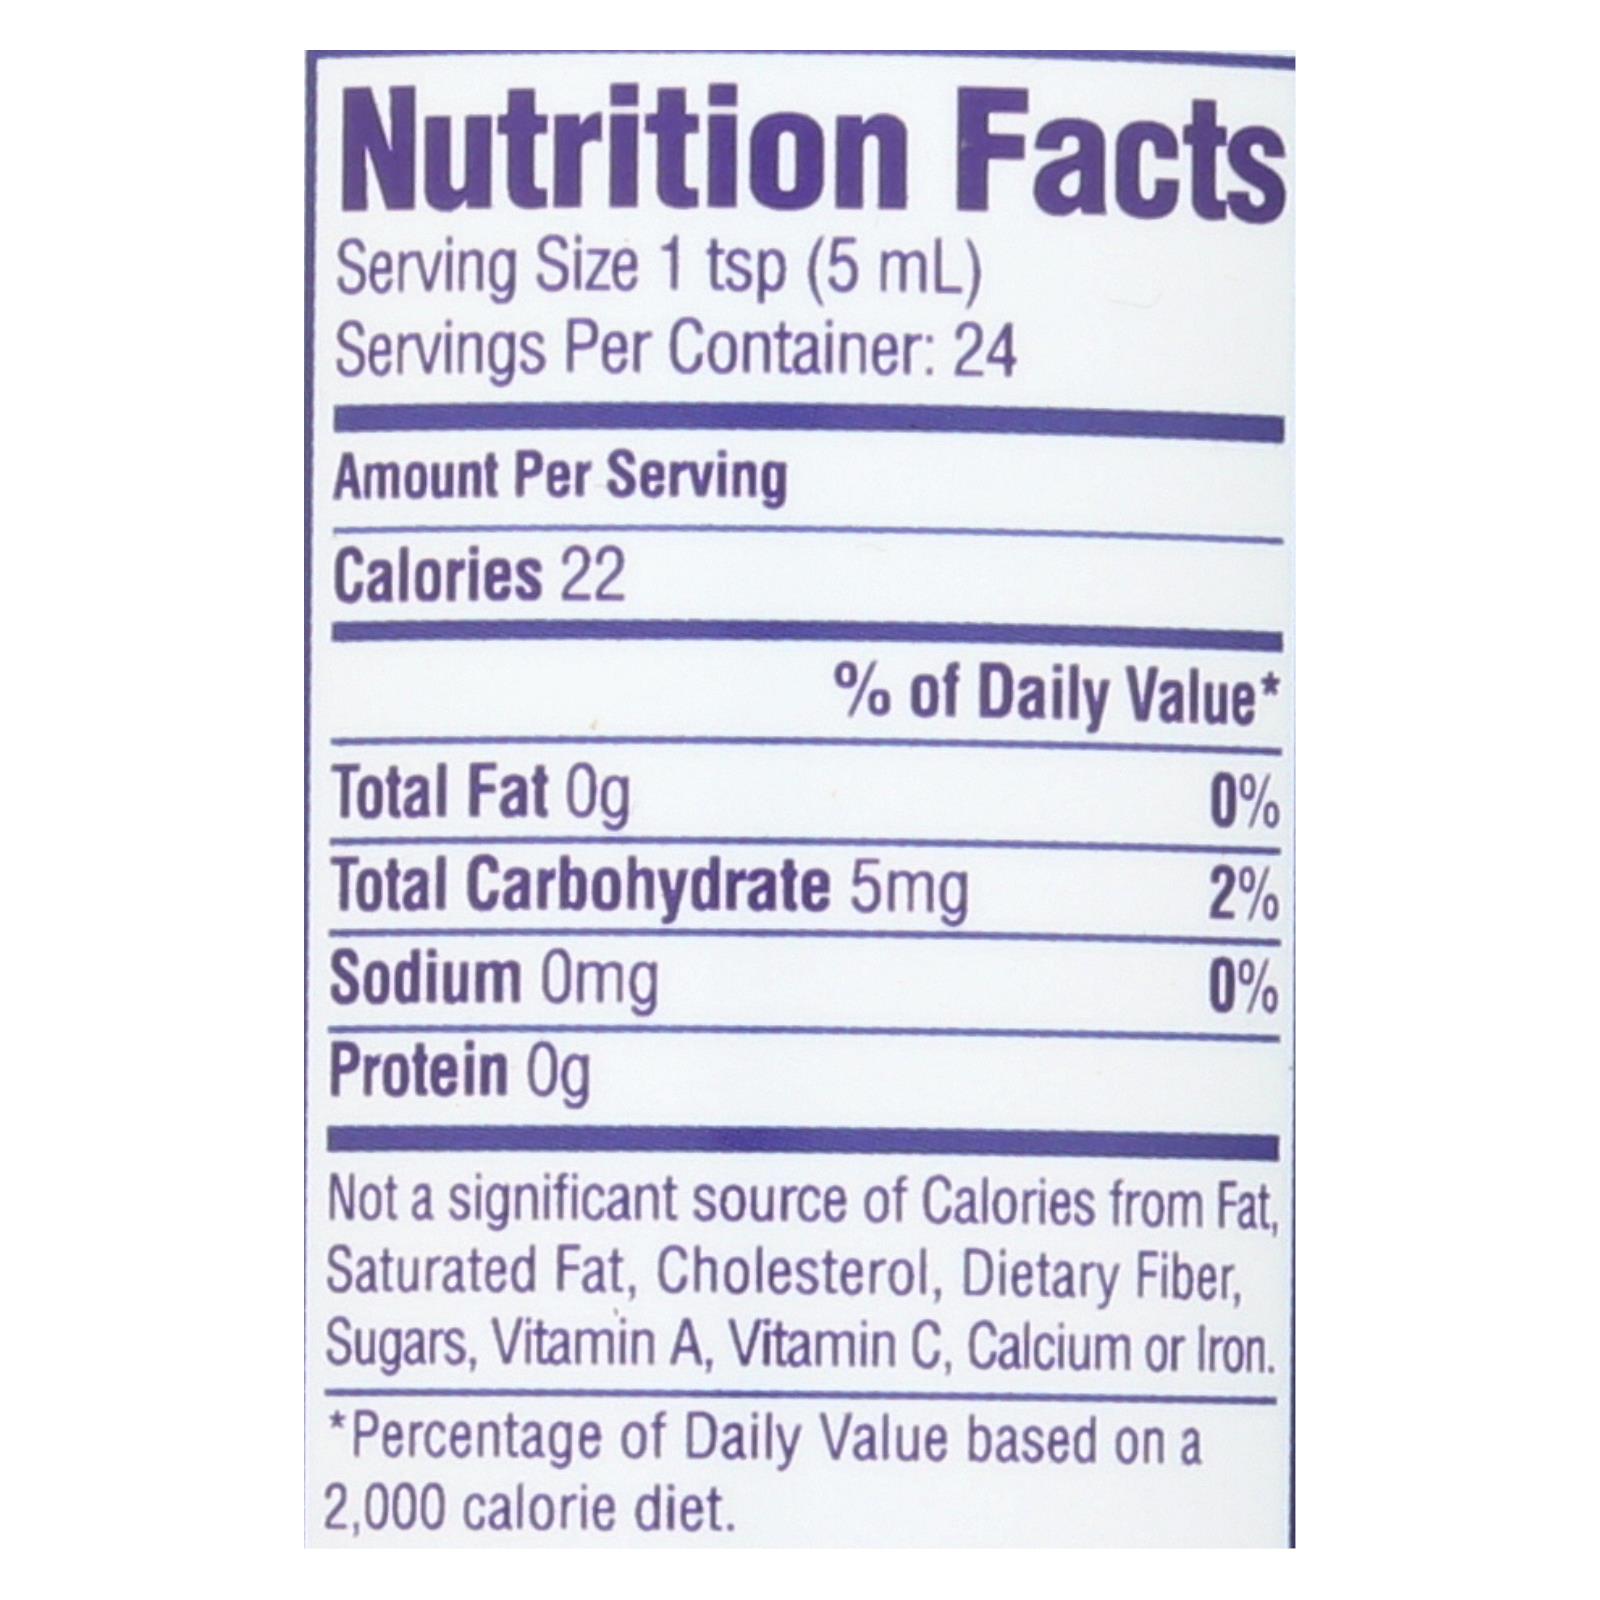 Nutrition Facts
Serving Size 1 tsp (5 mL)
Servings Per Container: 24
Amount Per Serving
Calories 22
% of Daily Value*
Total Fat 0g 0%
Total Carbohydrate 5mg 2%
Sodium 0mg 0%
Protein 0g
Not a significant source of Calories from Fat,
Saturated Fat, Cholesterol, Dietary Fiber,
Sugars, Vitamin A, Vitamin C, Calcium or Iron.
*Percentage of Daily Value based on a
2,000 calorie diet.